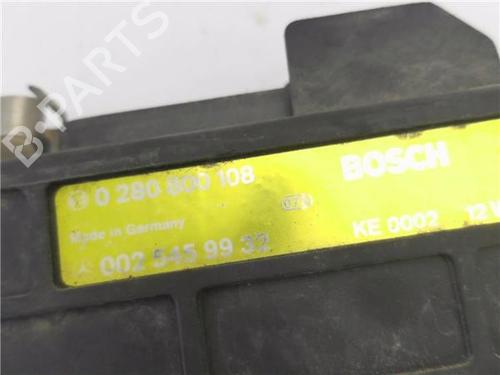 B-PARTS
0 280 800 108
BOSCH
Made in Germany
KE 0002 12 V
002 545 99 32